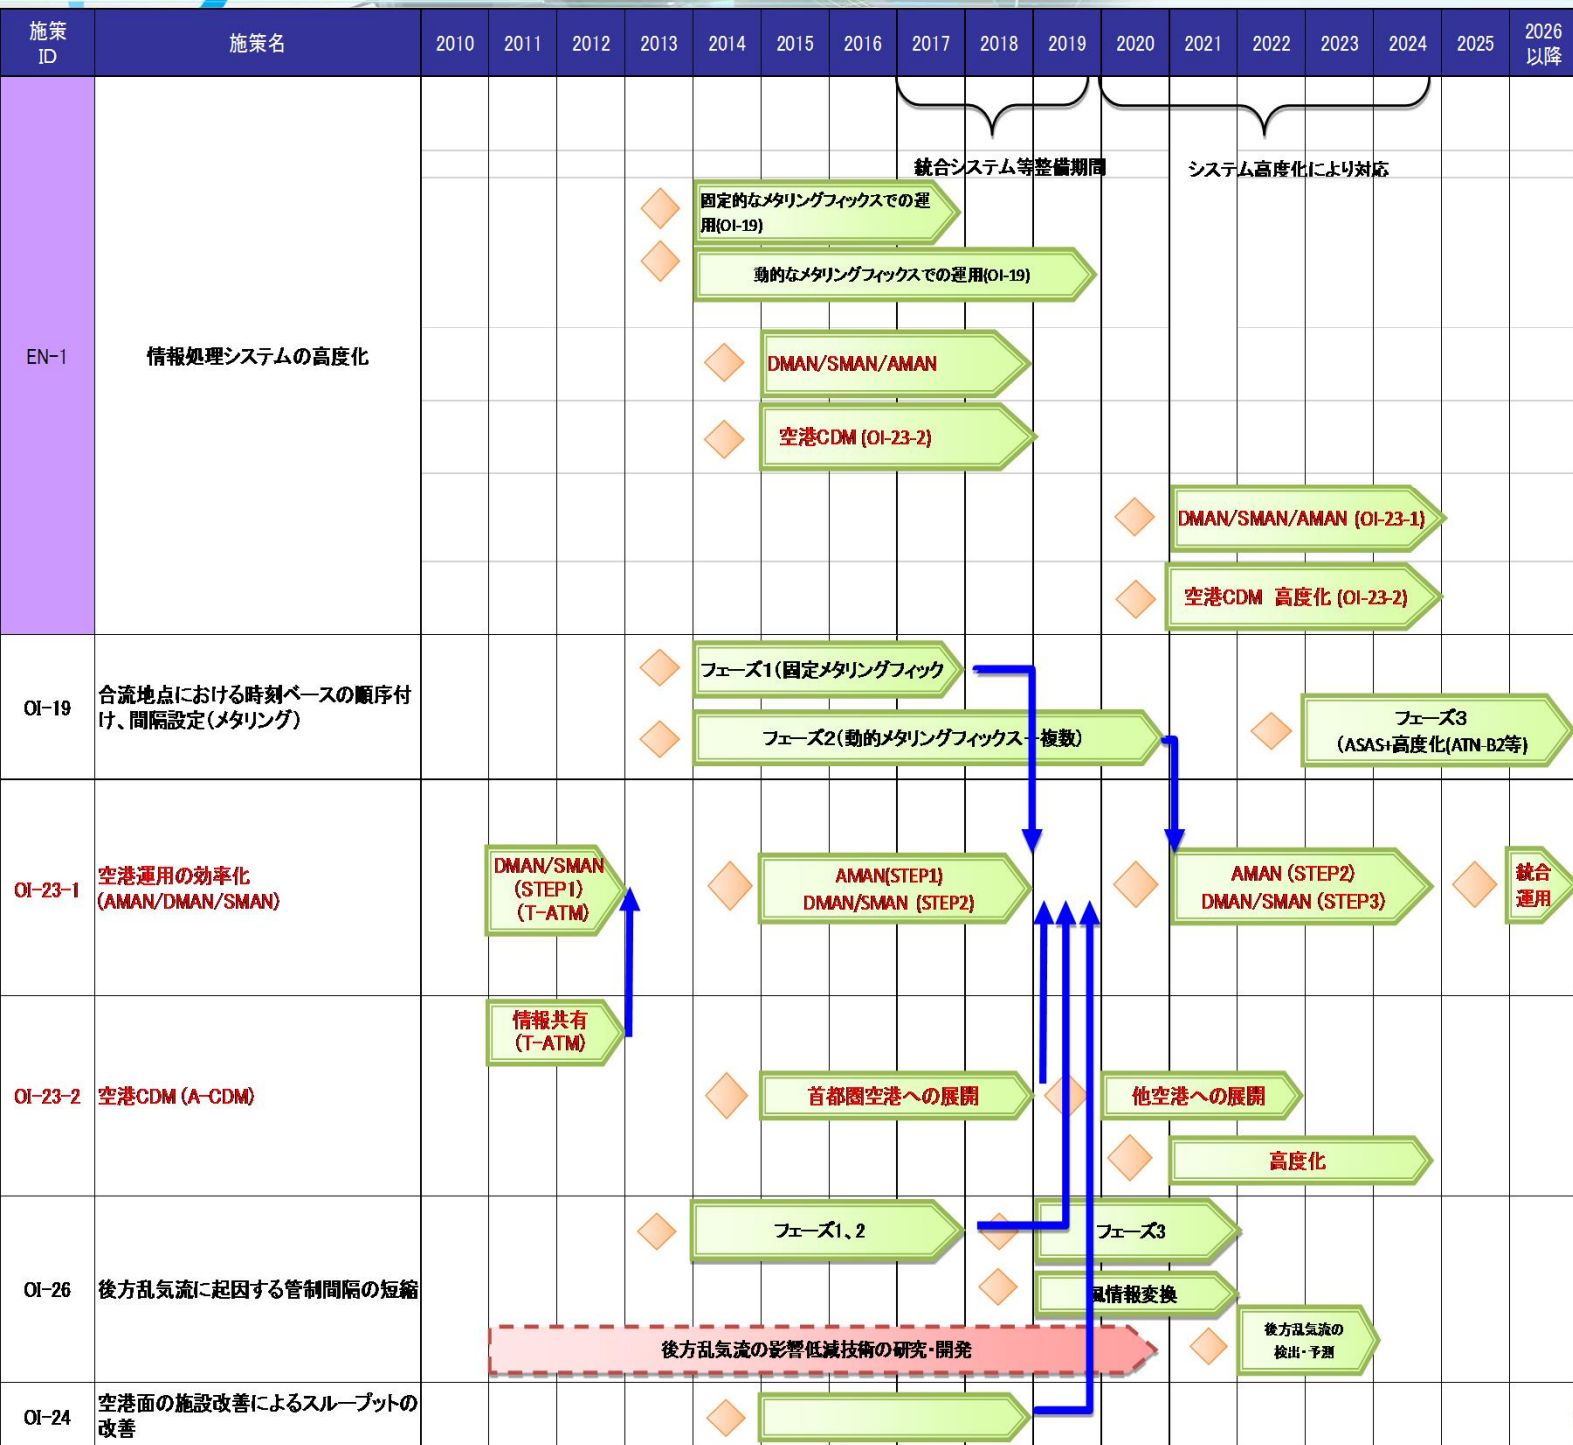 施策
ID
施策名
2010
2011
2012
2013
2014
2015
2016
2017
2018
2019
2020
2021
2022
2023
2024
2025
2026
以降
統合システム等整備期間
システム高度化により対応
EN-1
情報処理システムの高度化
固定的なメタリングフィックスでの運
用(OI-19)
動的なメタリングフィックスでの運用(OI-19)
DMAN/SMAN/AMAN
空港CDM (OI-23-2)
DMAN/SMAN/AMAN (OI-23-1)
空港CDM 高度化 (OI-23-2)
OI-19
合流地点における時刻ベースの順序付
け、間隔設定(メタリング)
フェーズ1(固定メタリングフィック
フェーズ2(動的メタリングフィックス 複数)
フェーズ3
(ASAS+高度化(ATN-B2等)
OI-23-1
空港運用の効率化
(AMAN/DMAN/SMAN)
DMAN/SMAN
(STEP1)
(T-ATM)
AMAN(STEP1)
DMAN/SMAN (STEP2)
AMAN (STEP2)
DMAN/SMAN (STEP3)
統合
運用
OI-23-2
空港CDM (A-CDM)
情報共有
(T-ATM)
首都圏空港への展開
他空港への展開
高度化
OI-26
後方乱気流に起因する管制間隔の短縮
フェーズ1、2
フェーズ3
風情報変換
後方乱気流の影響低減技術の研究・開発
後方乱気流の
検出・予測
OI-24
空港面の施設改善によるスループットの
改善